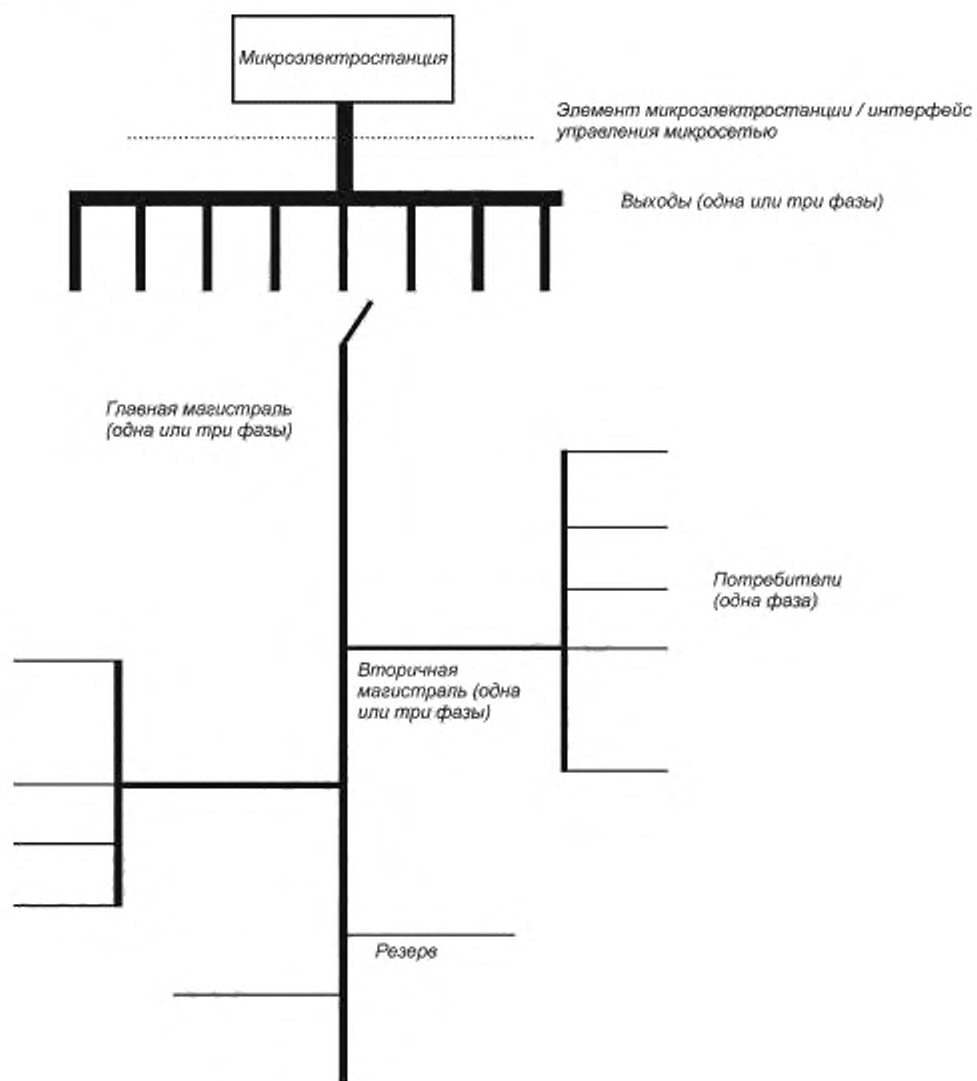 Микроэлектростанция
Элемент микроэлектростанции / интерфейс
управления микросетью
Выходы (одна или три фазы)
Главная магистраль
(одна или три фазы)
Потребители
(одна фаза)
Вторичная
магистраль (одна
или три фазы)
Резерв